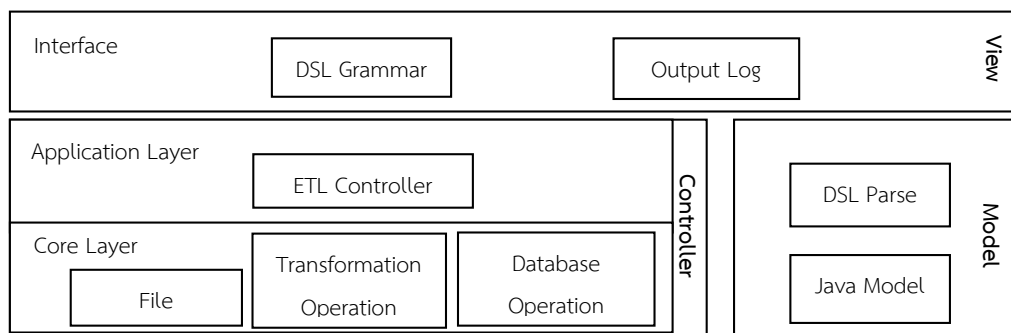 Interface
DSL Grammar
Output Log
View
Application Layer
ETL Controller
Controller
Core Layer
File
Transformation
Operation
Database
Operation
DSL Parse
Java Model
Model